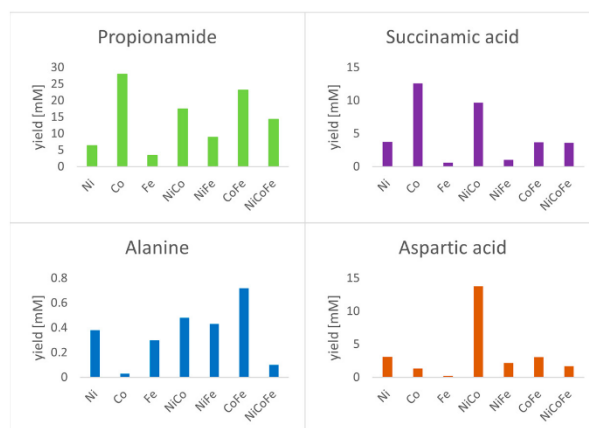 Propionamide
yield [mM]
30
25
20
15
10
5
0
Ni
Co
Fe
NiCo
NiFe
CoFe
NiCoFe
Succinamic acid
yield [mM]
15
10
5
0
Ni
Co
Fe
NiCo
NiFe
CoFe
NiCoFe
Alanine
yield [mM]
0.8
0.6
0.4
0.2
0
Ni
Co
Fe
NiCo
NiFe
CoFe
NiCoFe
Aspartic acid
yield [mM]
15
10
5
0
Ni
Co
Fe
NiCo
NiFe
CoFe
NiCoFe